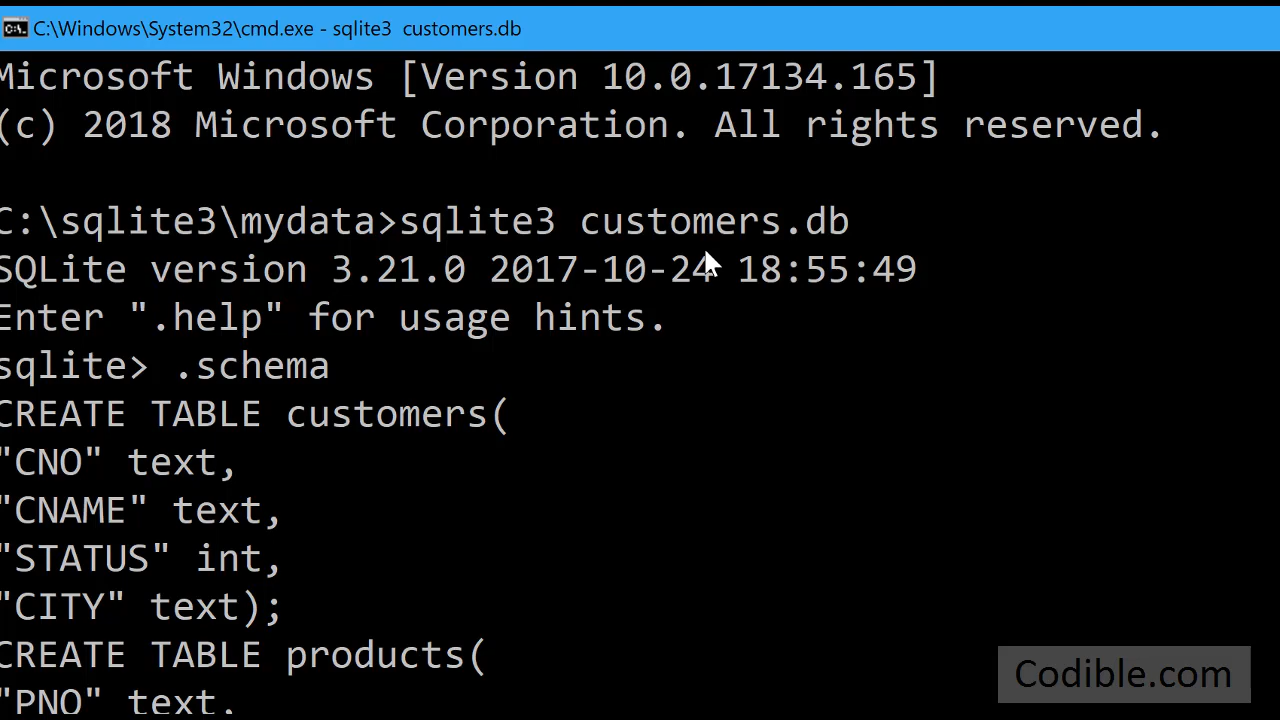 C:\Windows\System32\cmd.exe - sqlite3 customers.db
Microsoft Windows [Version 10.0.17134.165]
(c) 2018 Microsoft Corporation. All rights reserved.
C:\sqlite3\mydata>sqlite3 customers.db
SQLite version 3.21.0 2017-10-24 18:55:49
Enter ".help" for usage hints.
sqlite> .schema
CREATE TABLE customers(
"CNO" text,
"CNAME" text,
"STATUS" int,
"CITY" text);
CREATE TABLE products(
"PNO" text,
Codible.com